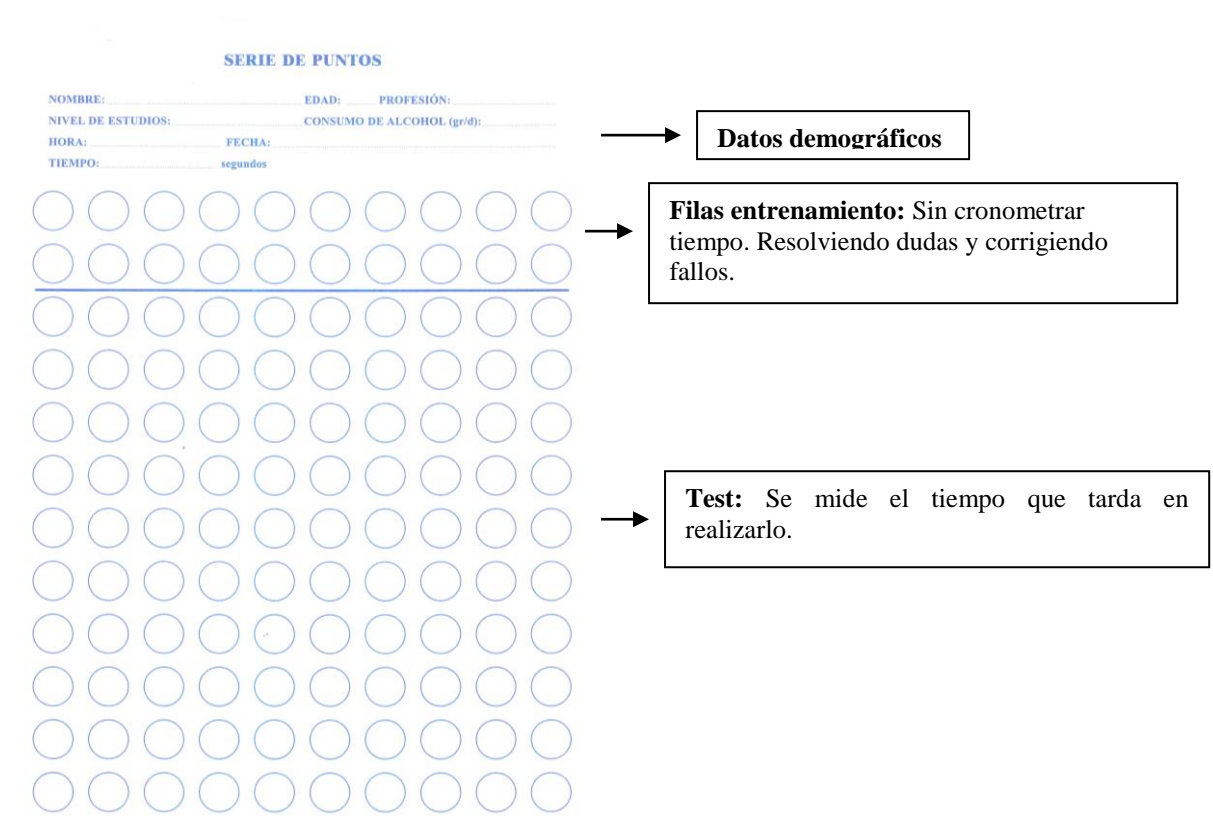 SERIE DE PUNTOS
NOMBRE: EDAD: PROFESIÓN:
NIVEL DE ESTUDIOS: CONSUMO DE ALCOHOL (gr/d):
HORA: FECHA:
TIEMPO: segundos
Datos demográficos
Filas entrenamiento: Sin cronometrar
tiempo. Resolviendo dudas y corrigiendo
fallos.
Test: Se mide el tiempo que tarda en
realizarlo.